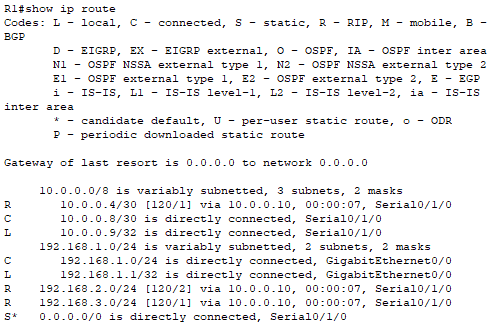 R1#show ip route
Codes: L - local, C - connected, S - static, R - RIP, M - mobile, B -
BGP
D - EIGRP, EX - EIGRP external, O - OSPF, IA - OSPF inter area
N1 - OSPF NSSA external type 1, N2 - OSPF NSSA external type 2
E1 - OSPF external type 1, E2 - OSPF external type 2, E - EGP
i - IS-IS, L1 - IS-IS level-1, L2 - IS-IS level-2, ia - IS-IS
inter area
* - candidate default, U - per-user static route, o - ODR
P - periodic downloaded static route
Gateway of last resort is 0.0.0.0 to network 0.0.0.0
10.0.0.0/8 is variably subnetted, 3 subnets, 2 masks
R 10.0.0.4/30 [120/1] via 10.0.0.10, 00:00:07, Serial0/1/0
C 10.0.0.8/30 is directly connected, Serial0/1/0
L 10.0.0.9/32 is directly connected, Serial0/1/0
192.168.1.0/24 is variably subnetted, 2 subnets, 2 masks
C 192.168.1.0/24 is directly connected, GigabitEthernet0/0
L 192.168.1.1/32 is directly connected, GigabitEthernet0/0
R 192.168.2.0/24 [120/2] via 10.0.0.10, 00:00:07, Serial0/1/0
R 192.168.3.0/24 [120/1] via 10.0.0.10, 00:00:07, Serial0/1/0
S* 0.0.0.0/0 is directly connected, Serial0/1/0